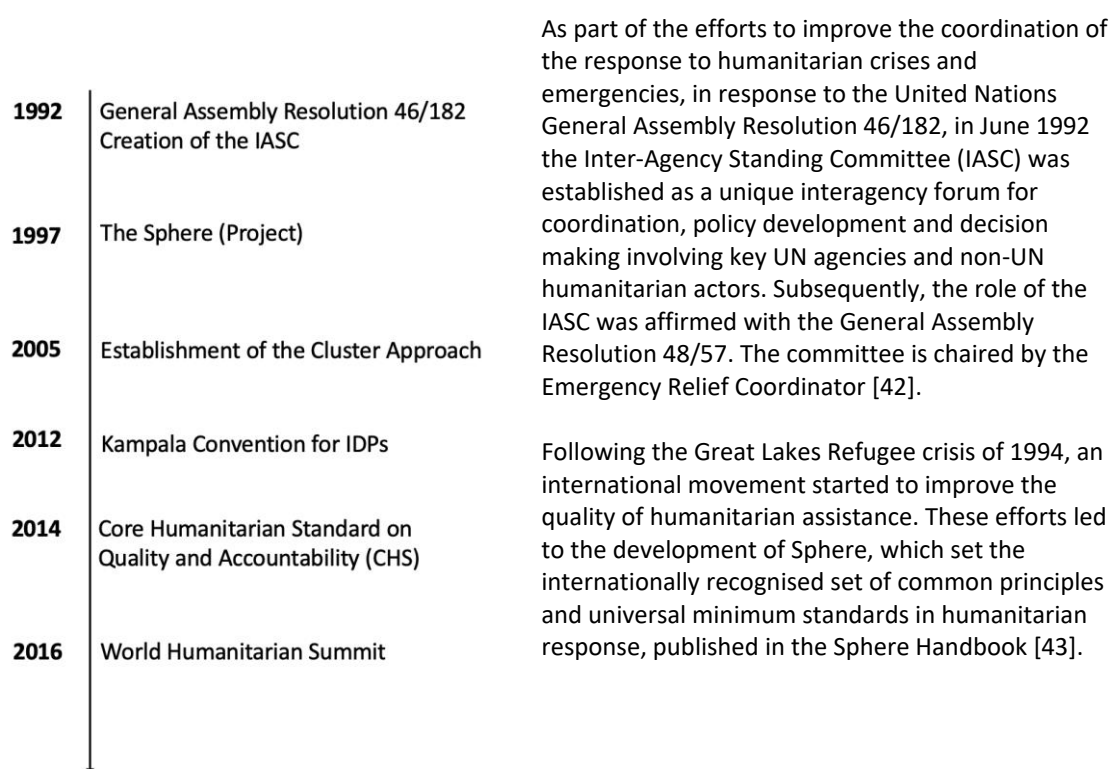 1992 General Assembly Resolution 46/182
Creation of the IASC
1997 The Sphere (Project)
2005 Establishment of the Cluster Approach
2012 Kampala Convention for IDPs
2014 Core Humanitarian Standard on
Quality and Accountability (CHS)
2016 World Humanitarian Summit
As part of the efforts to improve the coordination of
the response to humanitarian crises and
emergencies, in response to the United Nations
General Assembly Resolution 46/182, in June 1992
the Inter-Agency Standing Committee (IASC) was
established as a unique interagency forum for
coordination, policy development and decision
making involving key UN agencies and non-UN
humanitarian actors. Subsequently, the role of the
IASC was affirmed with the General Assembly
Resolution 48/57. The committee is chaired by the
Emergency Relief Coordinator [42].
Following the Great Lakes Refugee crisis of 1994, an
international movement started to improve the
quality of humanitarian assistance. These efforts led
to the development of Sphere, which set the
internationally recognised set of common principles
and universal minimum standards in humanitarian
response, published in the Sphere Handbook [43].